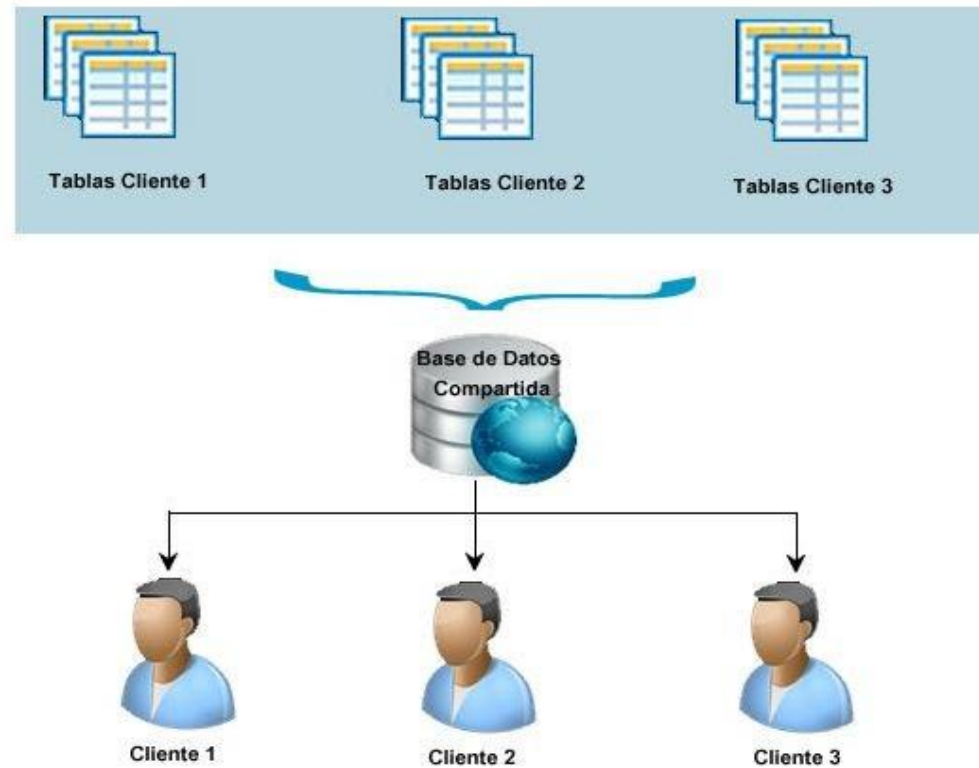 Tablas Cliente 1
Tablas Cliente 2
Tablas Cliente 3
Base de Datos
Compartida
Cliente 1
Cliente 2
Cliente 3